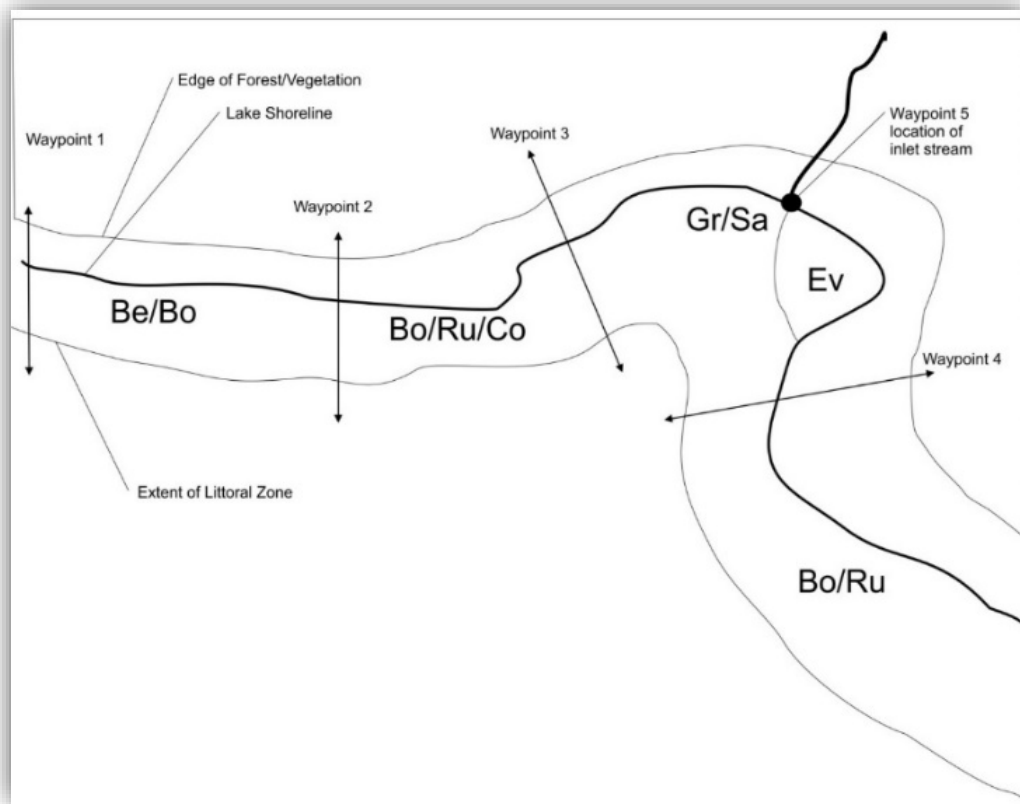 Edge of Forest/Vegetation
Lake Shoreline
Waypoint 1
Waypoint 2
Waypoint 3
Waypoint 5
location of
inlet stream
Gr/Sa
Ev
Be/Bo
Bo/Ru/Co
Waypoint 4
Extent of Littoral Zone
Bo/Ru